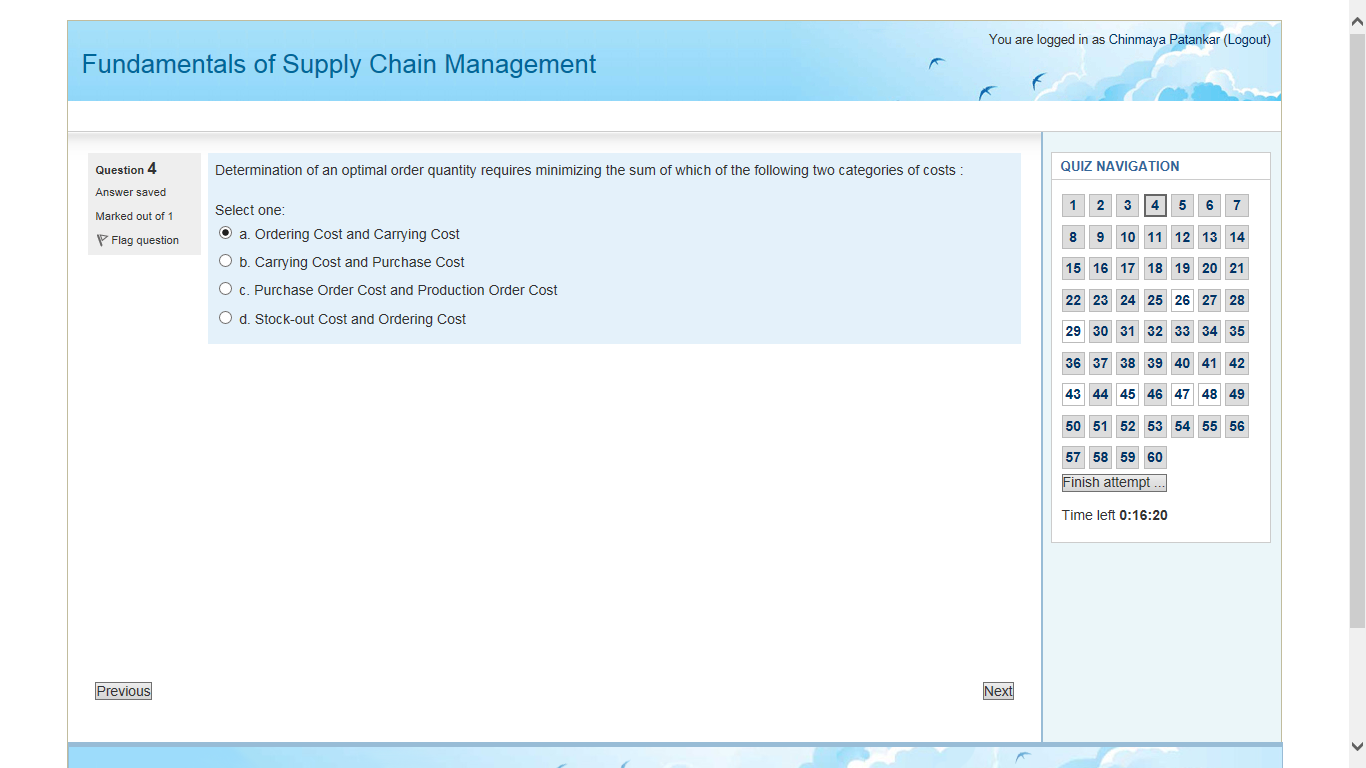 You are logged in as Chinmaya Patankar (Logout)
Fundamentals of Supply Chain Management
Question 4
Answer saved
Marked out of 1
Flag question
Determination of an optimal order quantity requires minimizing the sum of which of the following two categories of costs :
Select one:
a. Ordering Cost and Carrying Cost
b. Carrying Cost and Purchase Cost
c. Purchase Order Cost and Production Order Cost
d. Stock-out Cost and Ordering Cost
QUIZ NAVIGATION
1 2 3 4 5 6 7
8 9 10 11 12 13 14
15 16 17 18 19 20 21
22 23 24 25 26 27 28
29 30 31 32 33 34 35
36 37 38 39 40 41 42
43 44 45 46 47 48 49
50 51 52 53 54 55 56
57 58 59 60
Finish attempt ...
Time left 0:16:20
Previous
Next